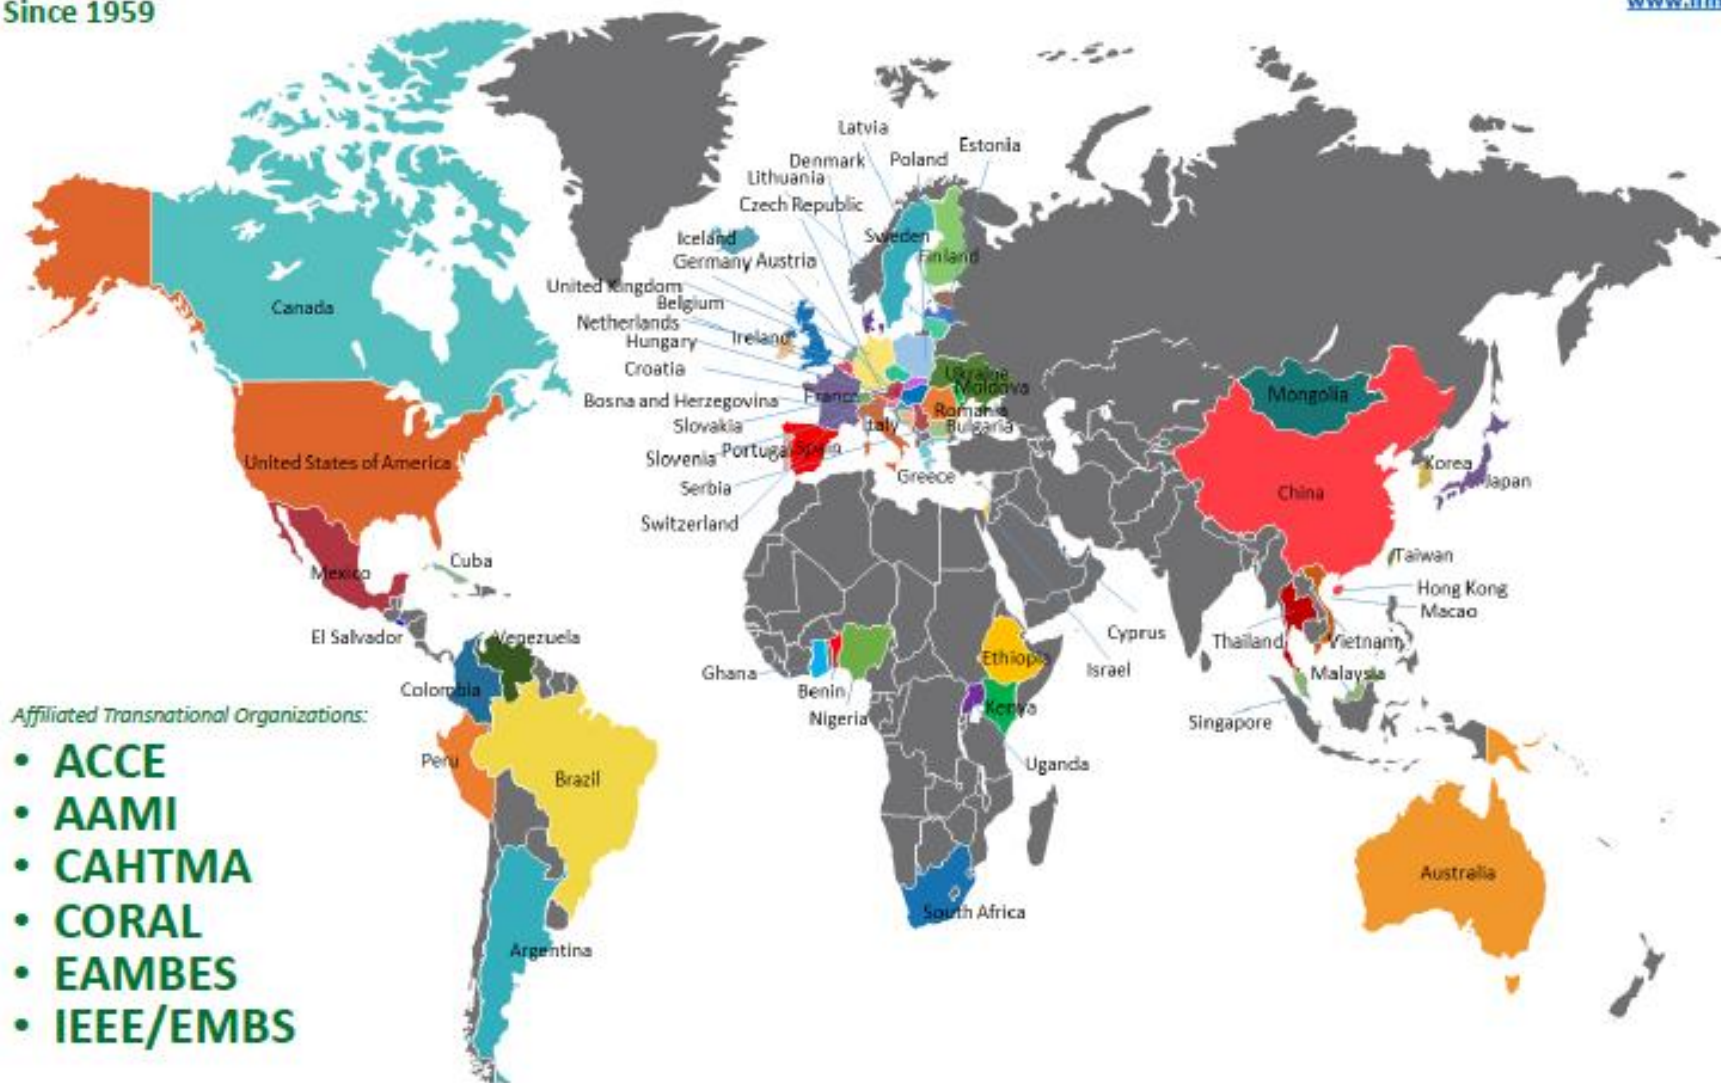 Since 1959
Latvia
Estonia
Denmark
Poland
Lithuania
Czech Republic
Iceland
Sweden
Finland
Germany
Austria
United Kingdom
Belgium
Canada
Netherlands
Ireland
Hungary
Croatia
Ukraine
Moldova
Mongolia
Bosna and Herzegovina
France
Romania
Slovakia
Italy
Bulgaria
Portugal
Spain
Slovenia
United States of America
Korea
Greece
Japan
Serbia
China
Switzerland
Cuba
Taiwan
Mexico
Hong Kong
Macao
El Salvador
Venezuela
Cyprus
Thailand
Vietnam
Ethiopia
Israel
Ghana
Malaysia
Colombia
Benin
Kenya
Nigeria
Singapore
Affiliated Transnational Organizations:
• ACCE
• AAMI
• CAHTMA
• CORAL
• EAMBES
• IEEE/EMBS
Peru
Uganda
Brazil
Australia
South Africa
Argentina